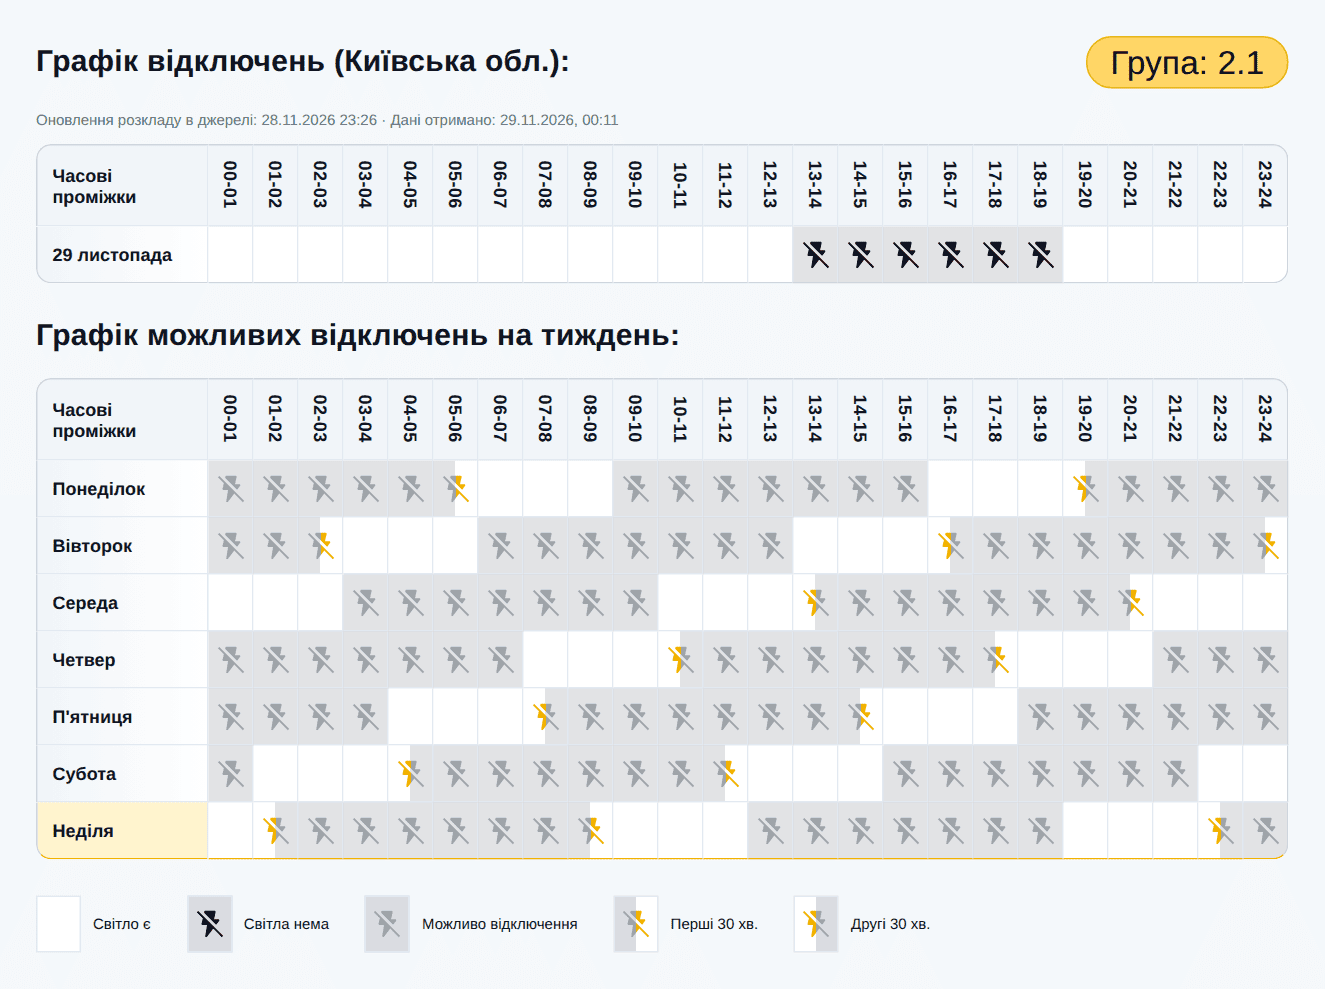 Графік відключень (Київська обл.):
Група: 2.1
Оновлення розкладу в джерелі: 28.11.2026 23:26 · Дані отримано: 29.11.2026, 00:11
Часові
проміжки
00-01 01-02 02-03 03-04 04-05 05-06 06-07 07-08 08-09 09-10 10-11 11-12 12-13 13-14 14-15 15-16 16-17 17-18 18-19 19-20 20-21 21-22 22-23 23-24
29 листопада
Графік можливих відключень на тиждень:
Часові
проміжки
00-01 01-02 02-03 03-04 04-05 05-06 06-07 07-08 08-09 09-10 10-11 11-12 12-13 13-14 14-15 15-16 16-17 17-18 18-19 19-20 20-21 21-22 22-23 23-24
Понеділок
Вівторок
Середа
Четвер
П'ятниця
Субота
Неділя
Світло є
Світла нема
Можливо відключення
Перші 30 хв.
Другі 30 хв.